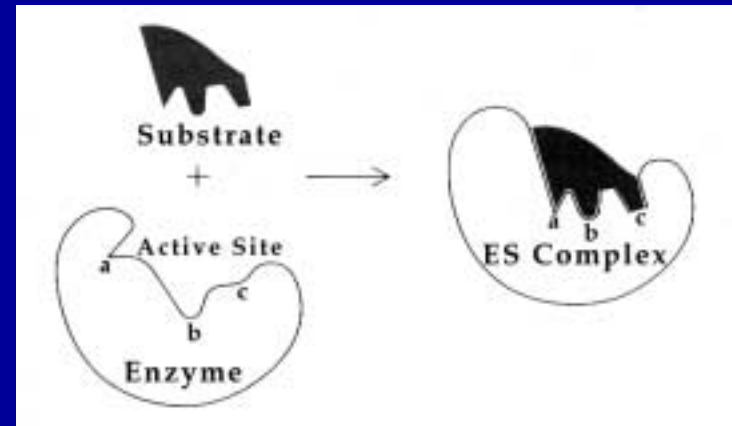 Substrate
+
Active Site
a
c
b
Enzyme
a
b
c
ES Complex